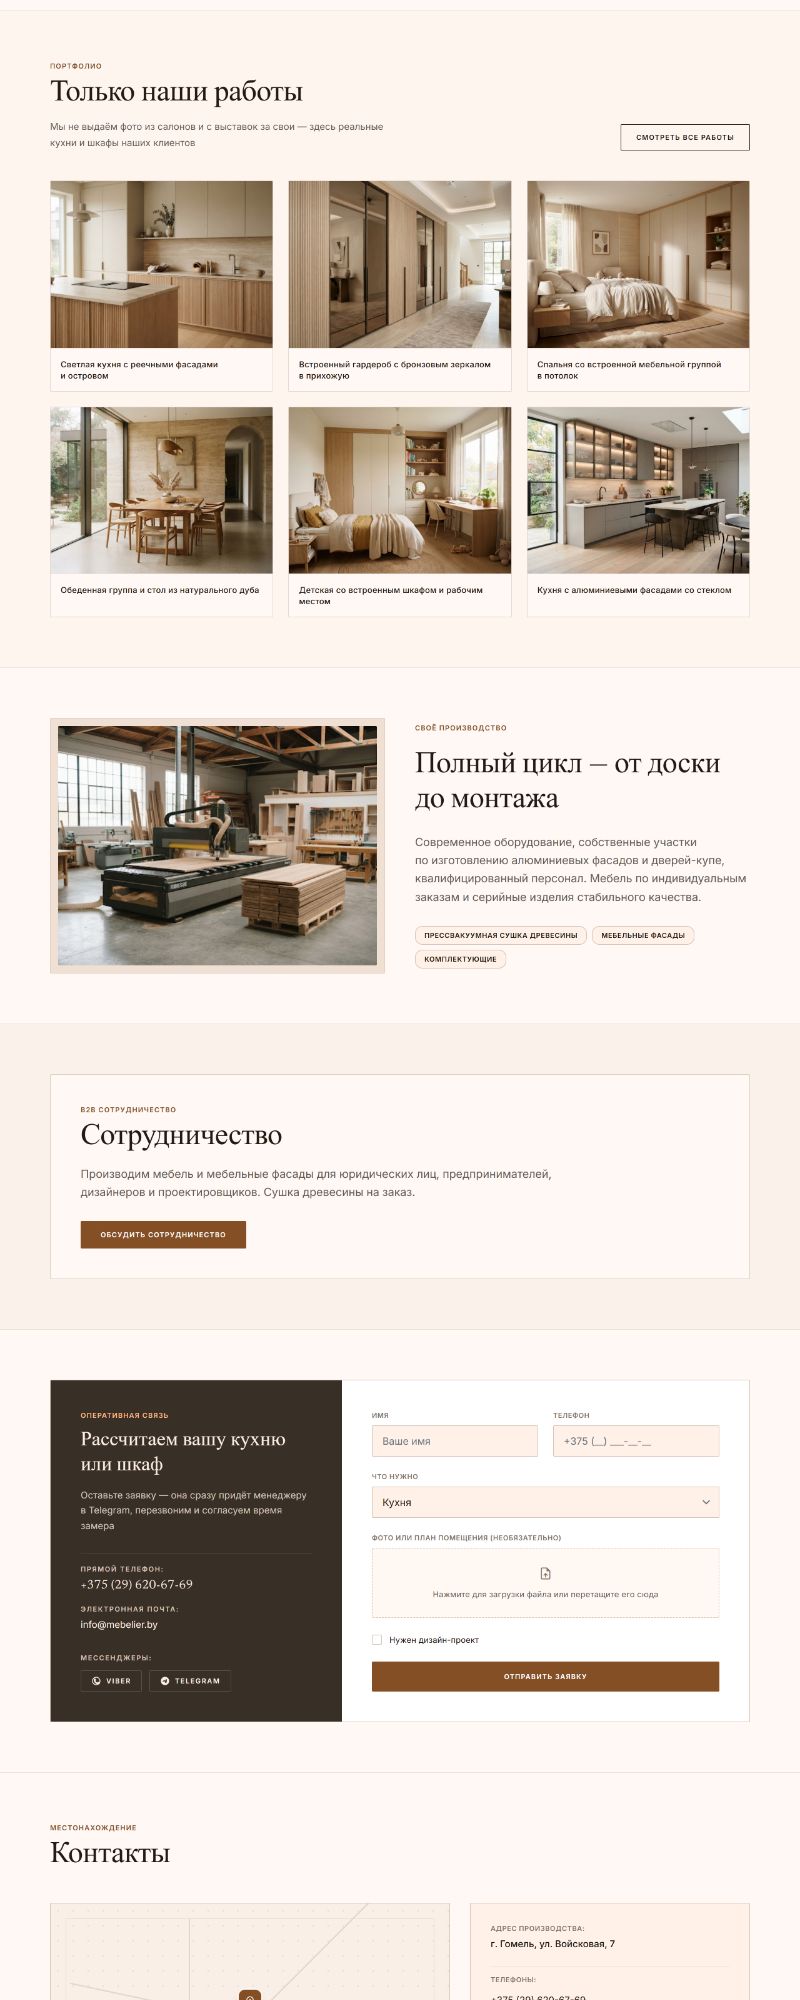 ПОРТФОЛИО
Только наши работы
Мы не выдаём фото из салонов и с выставок за свои — здесь реальные
кухни и шкафы наших клиентов
СМОТРЕТЬ ВСЕ РАБОТЫ
Светлая кухня с реечными фасадами
и островом
Встроенный гардероб с бронзовым зеркалом
в прихожую
Спальня со встроенной мебельной группой
в потолок
Обеденная группа и стол из натурального дуба
Детская со встроенным шкафом и рабочим
местом
Кухня с алюминиевыми фасадами со стеклом
СВОЁ ПРОИЗВОДСТВО
Полный цикл — от доски
до монтажа
Современное оборудование, собственные участки
по изготовлению алюминиевых фасадов и дверей-купе,
квалифицированный персонал. Мебель по индивидуальным
заказам и серийные изделия стабильного качества.
ПРЕССВАКУУМНАЯ СУШКА ДРЕВЕСИНЫ
МЕБЕЛЬНЫЕ ФАСАДЫ
КОМПЛЕКТУЮЩИЕ
B2B СОТРУДНИЧЕСТВО
Сотрудничество
Производим мебель и мебельные фасады для юридических лиц, предпринимателей,
дизайнеров и проектировщиков. Сушка древесины на заказ.
ОБСУДИТЬ СОТРУДНИЧЕСТВО
ОПЕРАТИВНАЯ СВЯЗЬ
Рассчитаем вашу кухню
или шкаф
Оставьте заявку — она сразу придёт менеджеру
в Telegram, перезвоним и согласуем время
замера
ПРЯМОЙ ТЕЛЕФОН:
+375 (29) 620-67-69
ЭЛЕКТРОННАЯ ПОЧТА:
info@mebelier.by
МЕССЕНДЖЕРЫ:
VIBER
TELEGRAM
ИМЯ
Ваше имя
ТЕЛЕФОН
+375 (__) ___-__-__
ЧТО НУЖНО
Кухня
ФОТО ИЛИ ПЛАН ПОМЕЩЕНИЯ (НЕОБЯЗАТЕЛЬНО)
Нажмите для загрузки файла или перетащите его сюда
Нужен дизайн-проект
ОТПРАВИТЬ ЗАЯВКУ
МЕСТОНАХОЖДЕНИЕ
Контакты
АДРЕС ПРОИЗВОДСТВА:
г. Гомель, ул. Войсковая, 7
ТЕЛЕФОНЫ:
+375 (29) 620-67-69